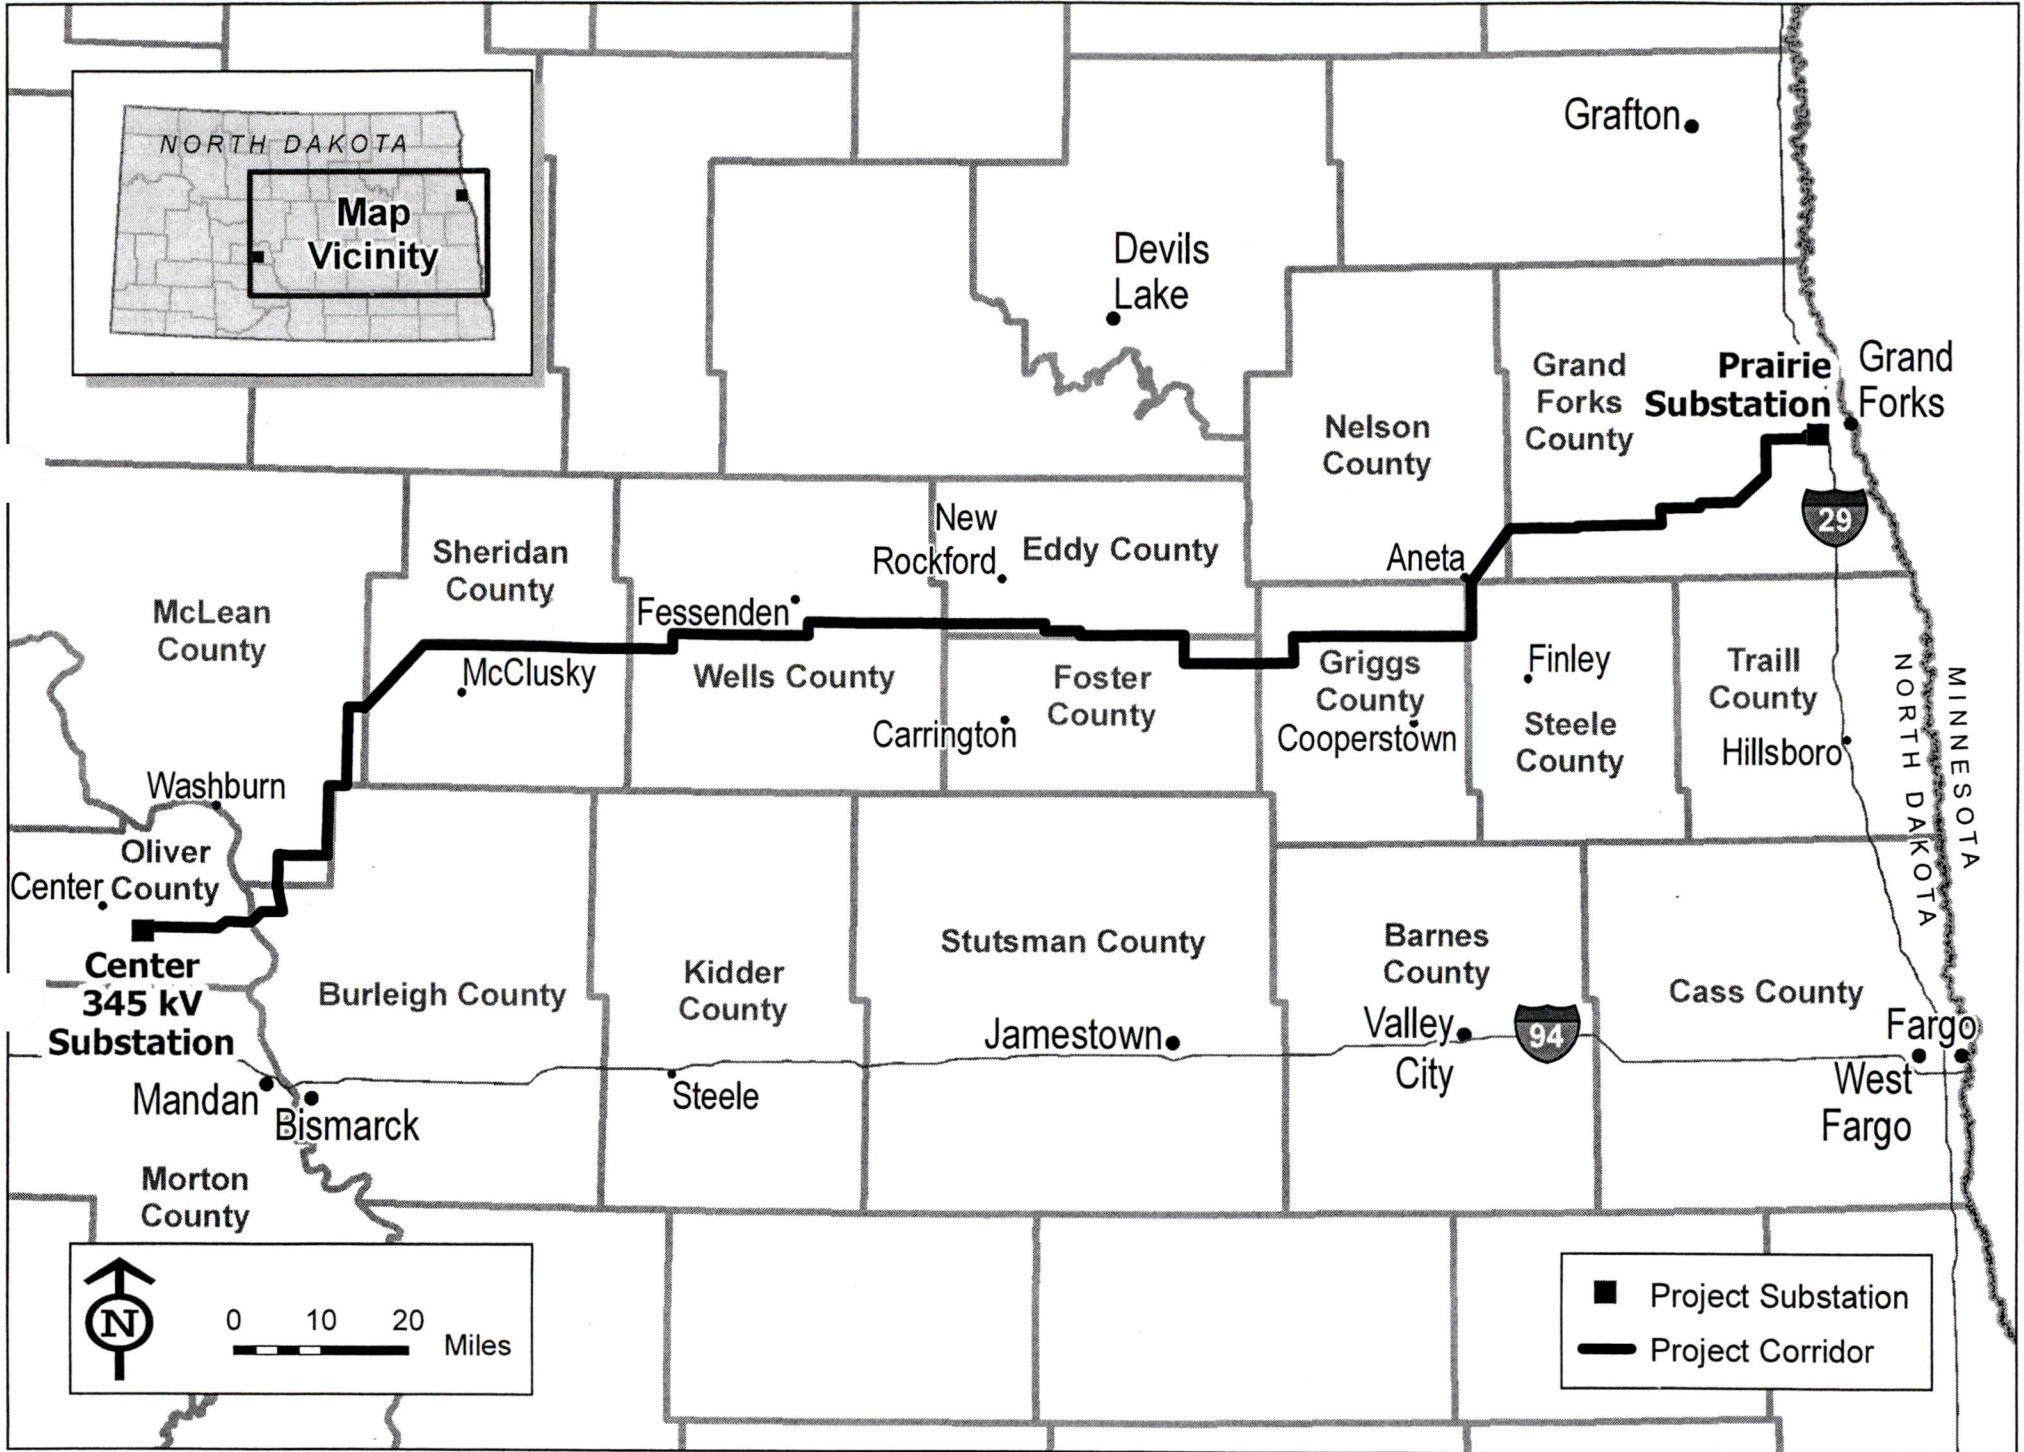 NORTH DAKOTA
Map
Vicinity
Grafton
Devils
Lake
Grand
Forks
County
Prairie
Substation
Grand
Forks
Nelson
County
29
New
Rockford
Eddy County
Aneta
Sheridan
County
Fessenden
McLean
County
McClusky
Wells County
Foster
County
Carrington
Griggs
County
Cooperstown
Finley
Steele
County
Traill
County
Hillsboro
NORTH DAKOTA
MINNESOTA
Washburn
Oliver
County
Center
Center
345 kV
Substation
Burleigh County
Kidder
County
Stutsman County
Barnes
County
Cass County
Jamestown
Valley
City
94
Fargo
West
Fargo
Mandan
Bismarck
Steele
Morton
County
N
0 10 20
Miles
Project Substation
Project Corridor